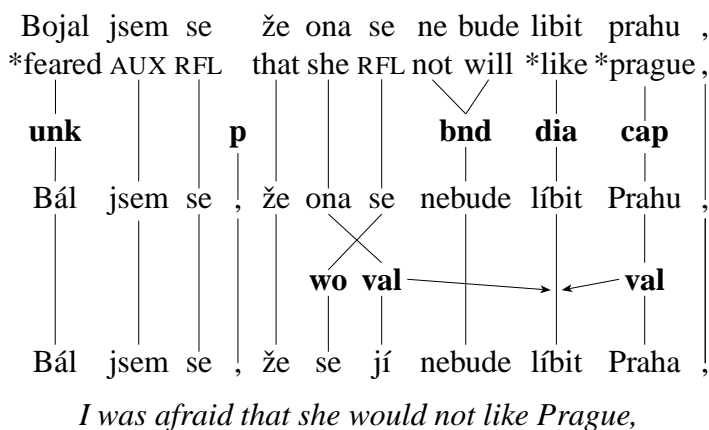 Bojal jsem se že ona se ne bude libit prahu ,
*feared AUX RFL that she RFL not will *like *prague ,
unk p bnd dia cap
Bál jsem se , že ona se nebude líbit Prahu ,
wo val val
Bál jsem se , že se jí nebude líbit Praha ,
I was afraid that she would not like Prague,